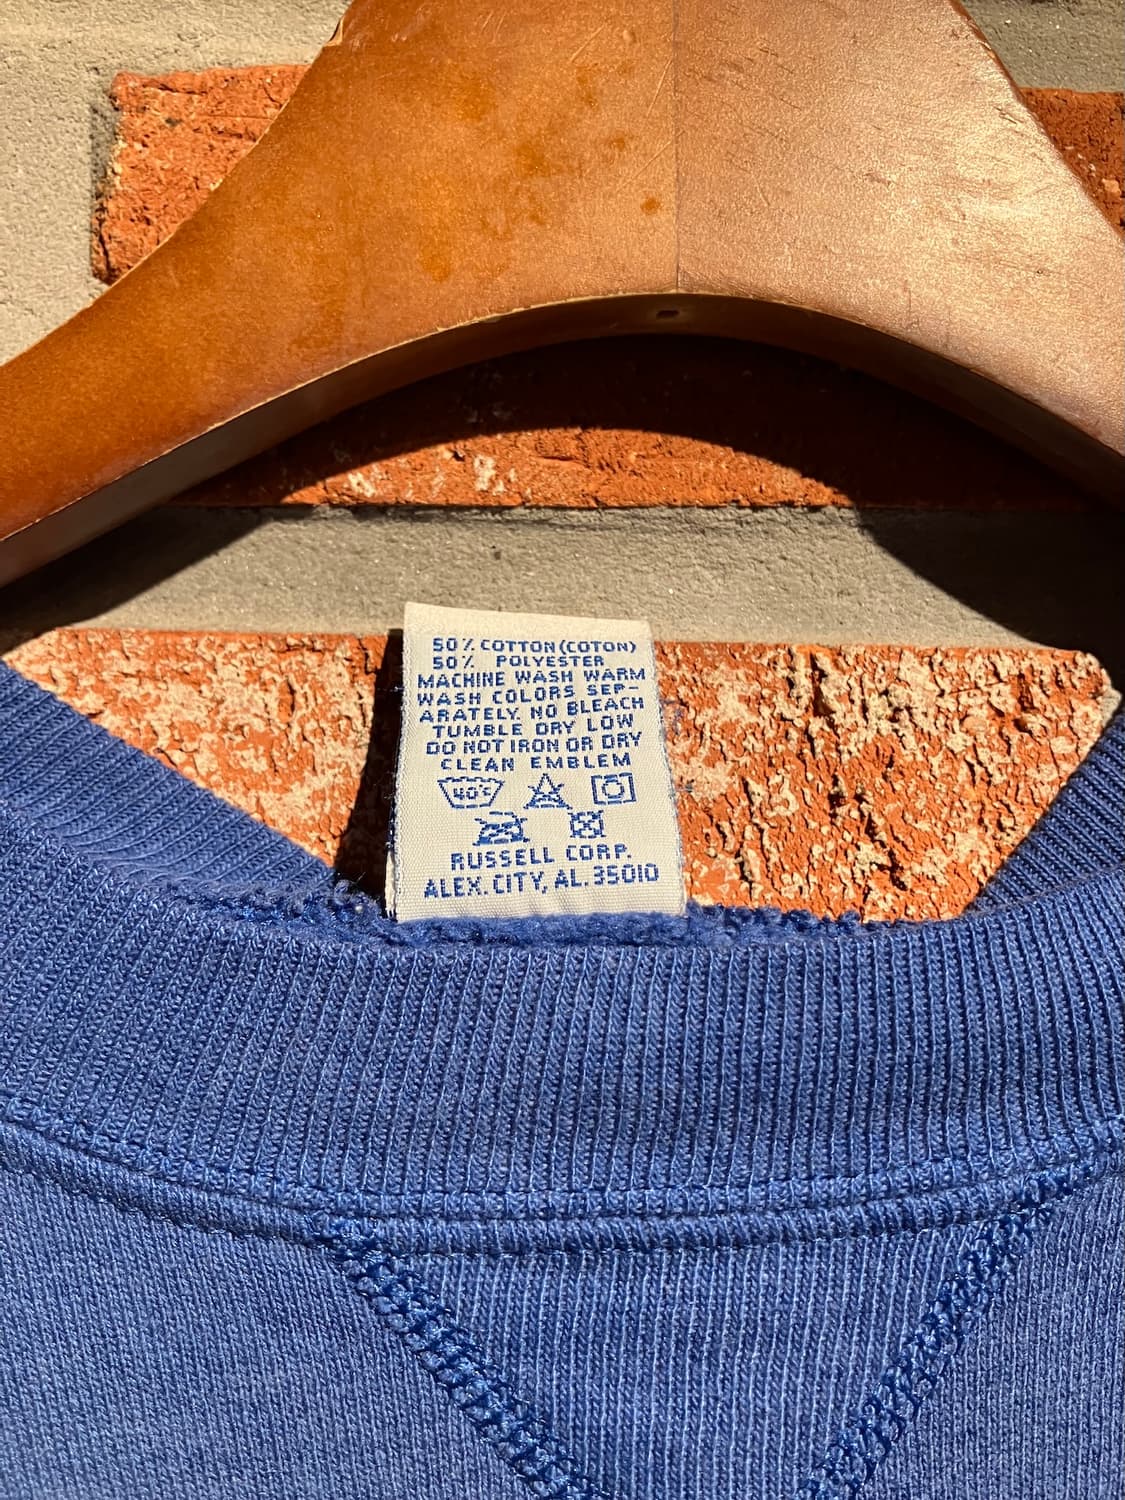 50% COTTON (COTON)
50% POLYESTER
MACHINE WASH WARM
WASH COLORS SEP-
ARATELY. NO BLEACH
TUMBLE DRY LOW
DO NOT IRON OR DRY
CLEAN EMBLEM
40°C
RUSSELL CORP.
ALEX. CITY, AL. 35010